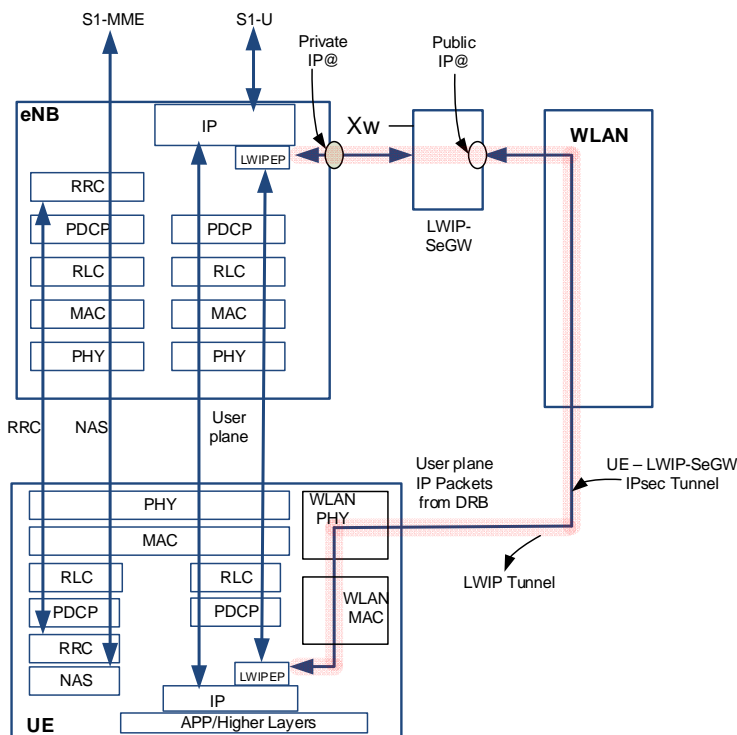 S1-MME
S1-U
Private
IP@
Public
IP@
eNB
IP
LWIPEP
Xw
WLAN
RRC
PDCP
PDCP
LWIP-
SeGW
RLC
RLC
MAC
MAC
PHY
PHY
RRC
NAS
User
plane
User plane
IP Packets
from DRB
UE – LWIP-SeGW
IPsec Tunnel
LWIP Tunnel
PHY
WLAN
PHY
MAC
RLC
RLC
WLAN
MAC
PDCP
PDCP
RRC
NAS
LWIPEP
IP
APP/Higher Layers
UE